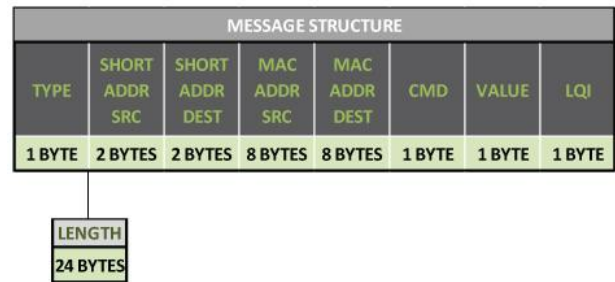 MESSAGE STRUCTURE
TYPE SHORT ADDR SRC SHORT ADDR DEST MAC ADDR SRC MAC ADDR DEST CMD VALUE LQI
1 BYTE 2 BYTES 2 BYTES 8 BYTES 8 BYTES 1 BYTE 1 BYTE 1 BYTE
LENGTH
24 BYTES